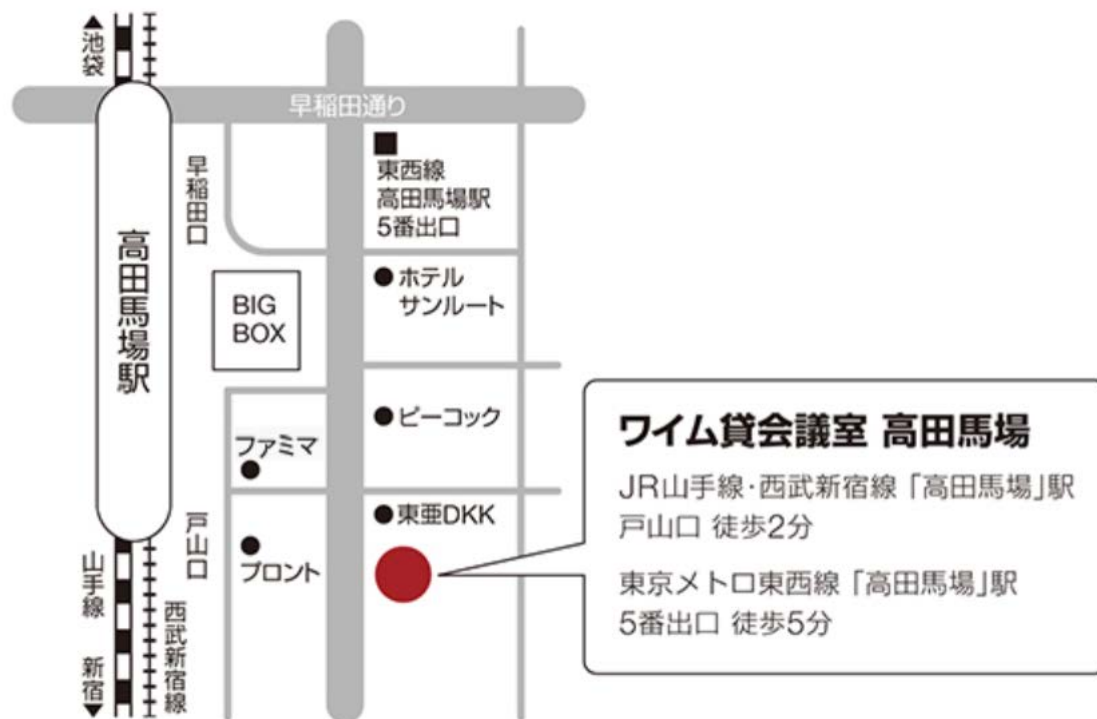 ▲池袋
早稲田通り
早稲田口
東西線
高田馬場駅
5番出口
高田馬場駅
BIG
BOX
ホテル
サンルート
ピーコック
ファミマ
東亜DKK
戸山口
プロント
山手線
新宿▼
西武新宿線
ワイム貸会議室 高田馬場
JR山手線･西武新宿線「高田馬場」駅
戸山口 徒歩2分
東京メトロ東西線「高田馬場」駅
5番出口 徒歩5分